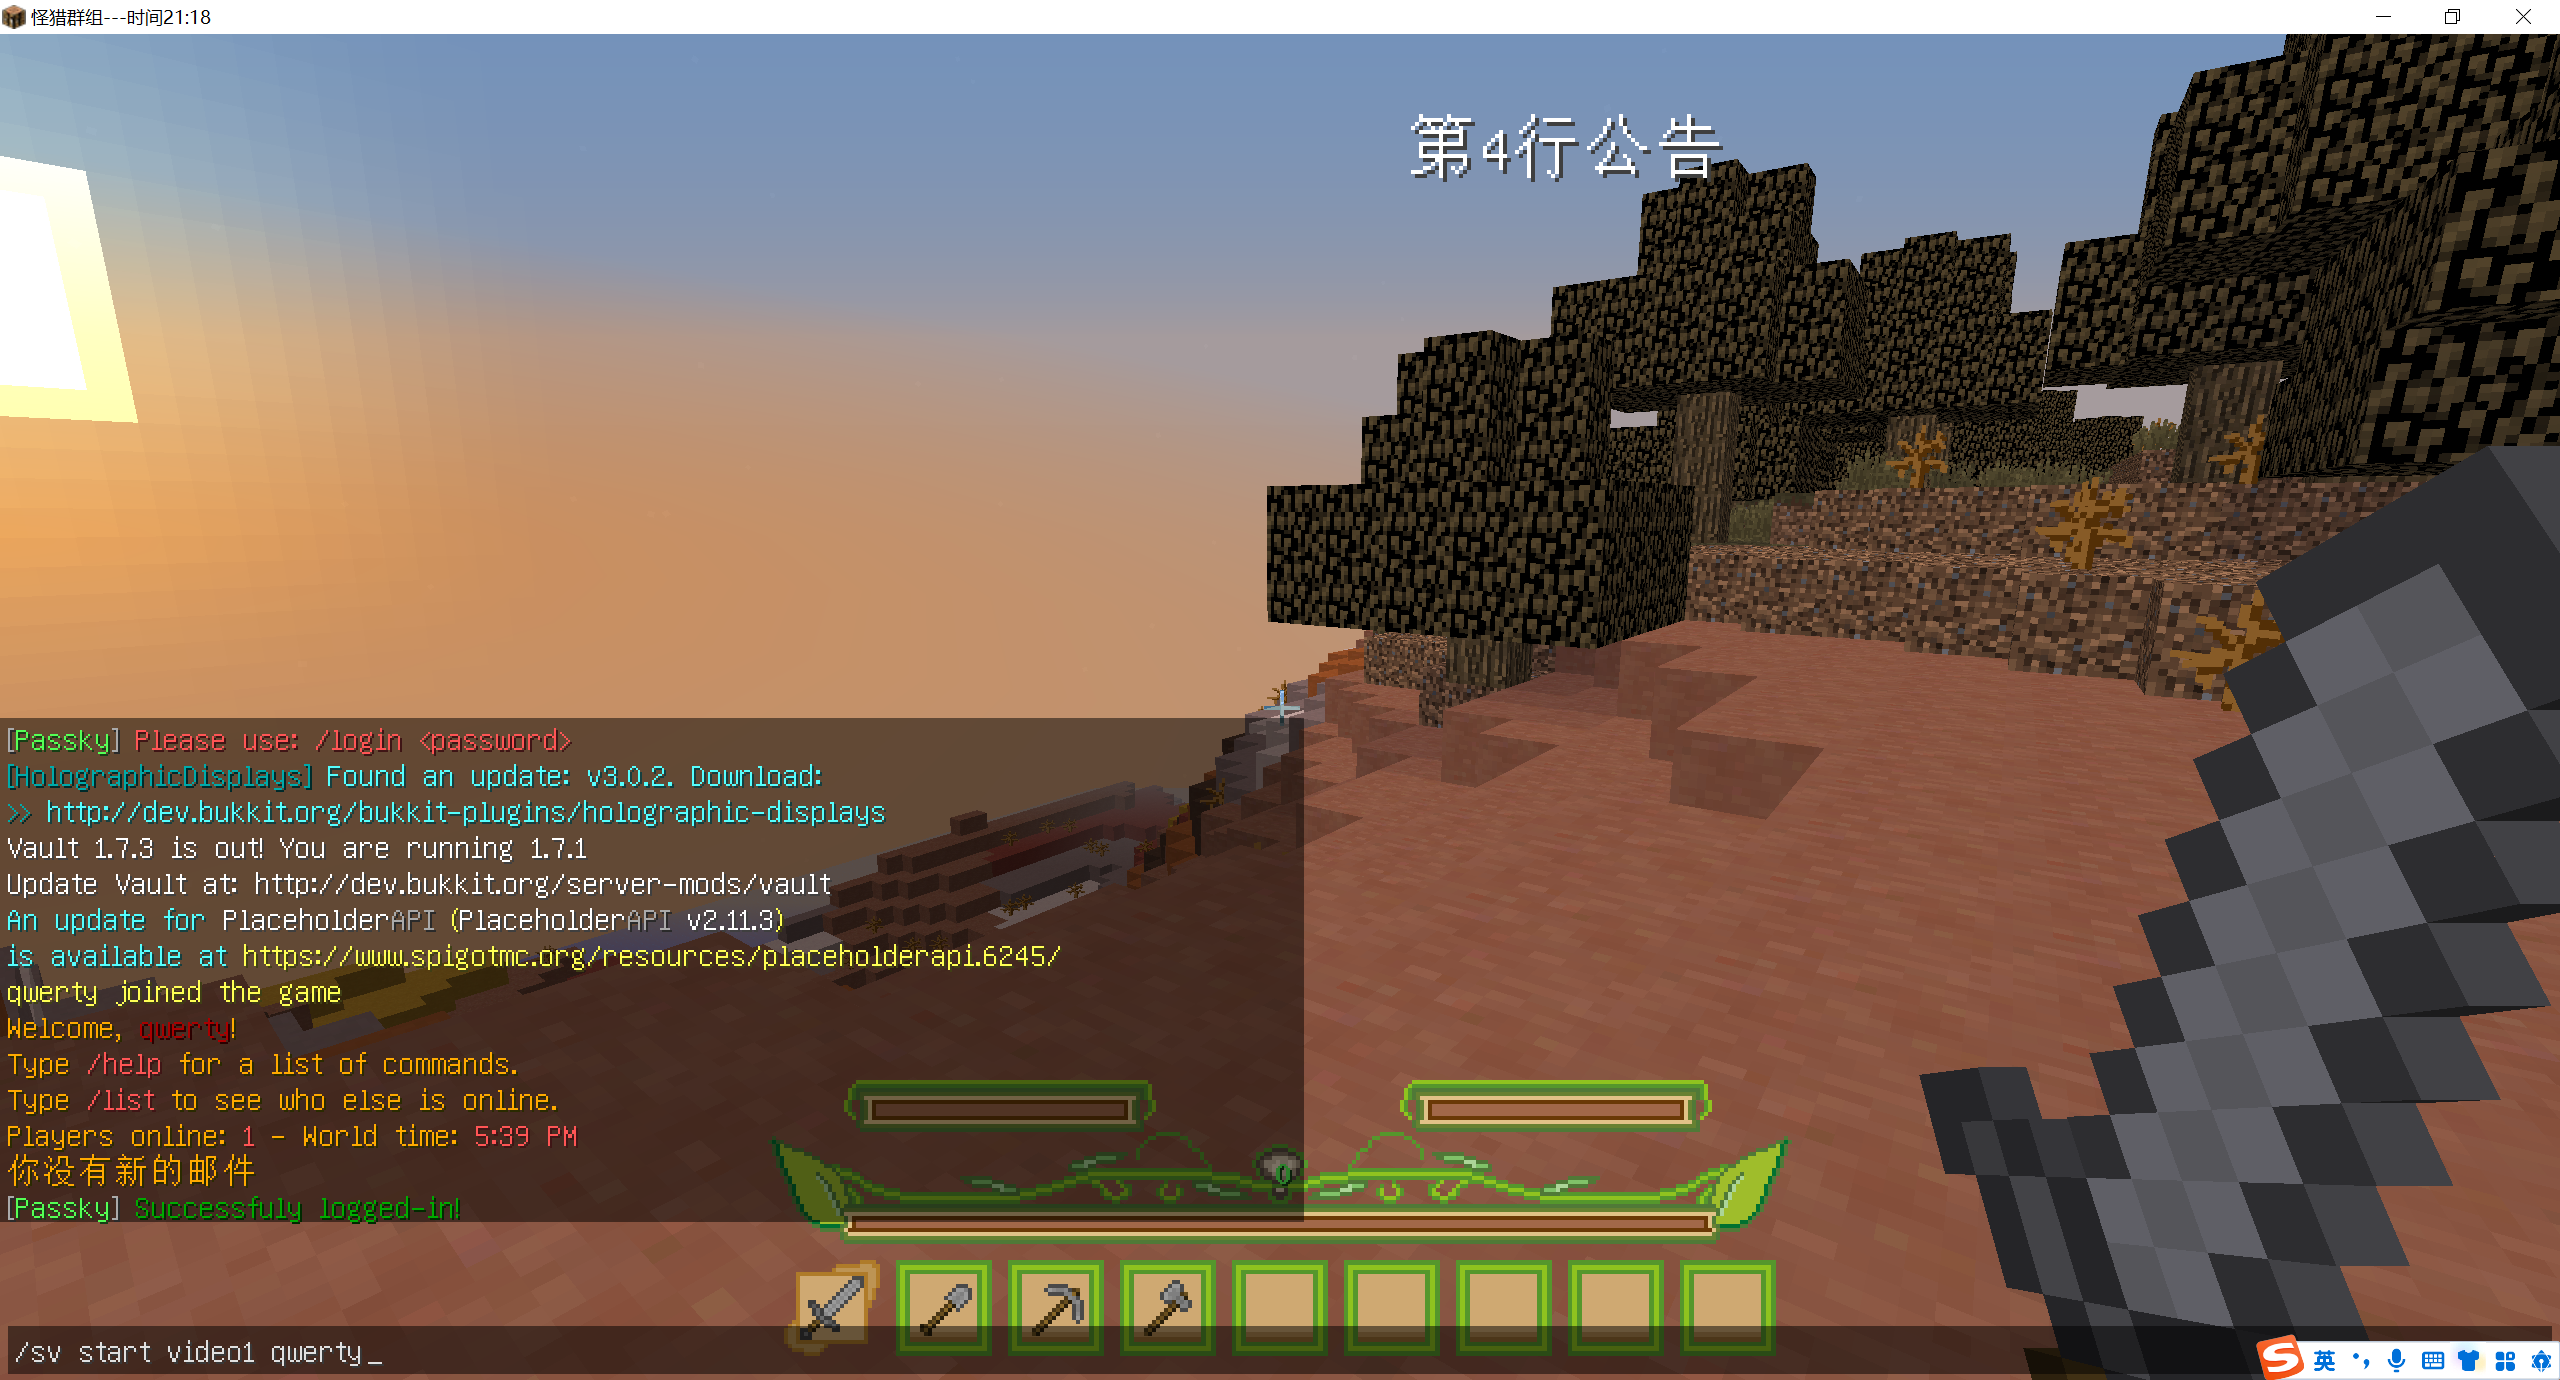 怪猎群组---时间21:18
第4行公告
[Passky] Please use: /login <password>
[HolographicDisplays] Found an update: v3.0.2. Download:
>> http://dev.bukkit.org/bukkit-plugins/holographic-displays
Vault 1.7.3 is out! You are running 1.7.1
Update Vault at: http://dev.bukkit.org/server-mods/vault
An update for PlaceholderAPI (PlaceholderAPI v2.11.3)
is available at https://www.spigotmc.org/resources/placeholderapi.6245/
qwerty joined the game
Welcome, qwerty!
Type /help for a list of commands.
Type /list to see who else is online.
Players online: 1 - World time: 5:39 PM
你没有新的邮件
[Passky] Successfuly logged-in!
0
/sv start video1 qwerty_
英